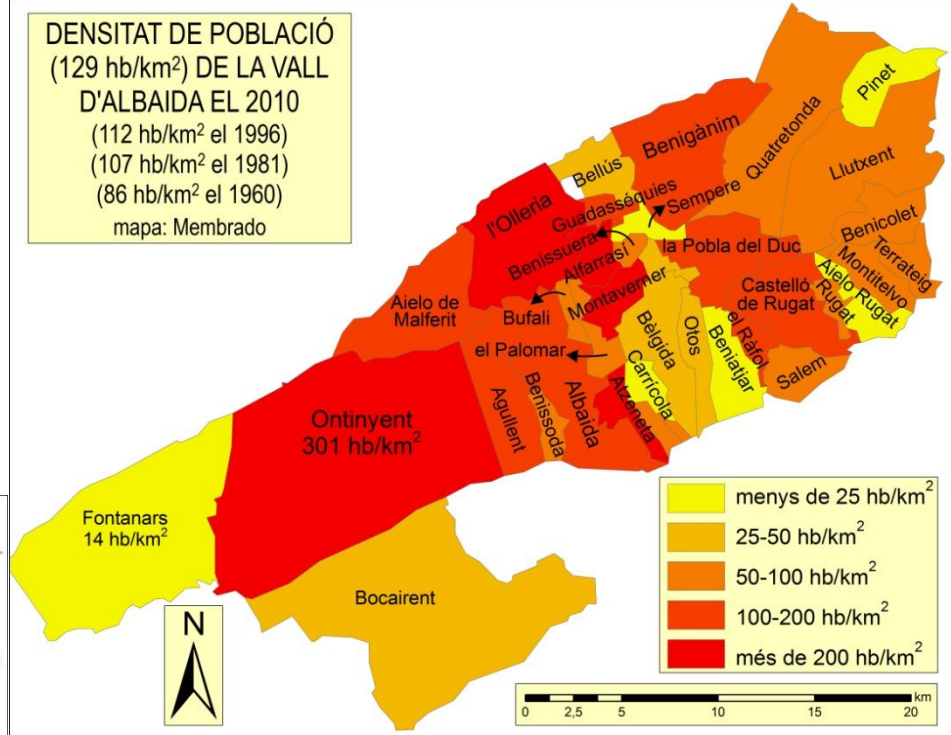 DENSITAT DE POBLACIÓ
(129 hb/km²) DE LA VALL
D'ALBAIDA EL 2010
(112 hb/km² el 1996)
(107 hb/km² el 1981)
(86 hb/km² el 1960)
mapa: Membrado
Pinet
Quatretonda
Benigànim
Llutxent
Bellús
Sempere
Guadasséquies
l'Olleria
Benissuera
Benicolet
Terrateig
la Pobla del Duc
Alfarrasí
Montitelvo
Aielo Rugat
Rugat
Castelló
de Rugat
Montaverner
Aielo de
Malferit
Bufali
Bèlgida
Otos
el Ràfol
Beniatjar
el Palomar
Salem
Carrícola
Atzeneta
Albaida
Benissoda
Agullent
Ontinyent
301 hb/km²
Fontanars
14 hb/km²
Bocairent
menys de 25 hb/km²
25-50 hb/km²
50-100 hb/km²
100-200 hb/km²
més de 200 hb/km²
N
km
0 2,5 5 10 15 20